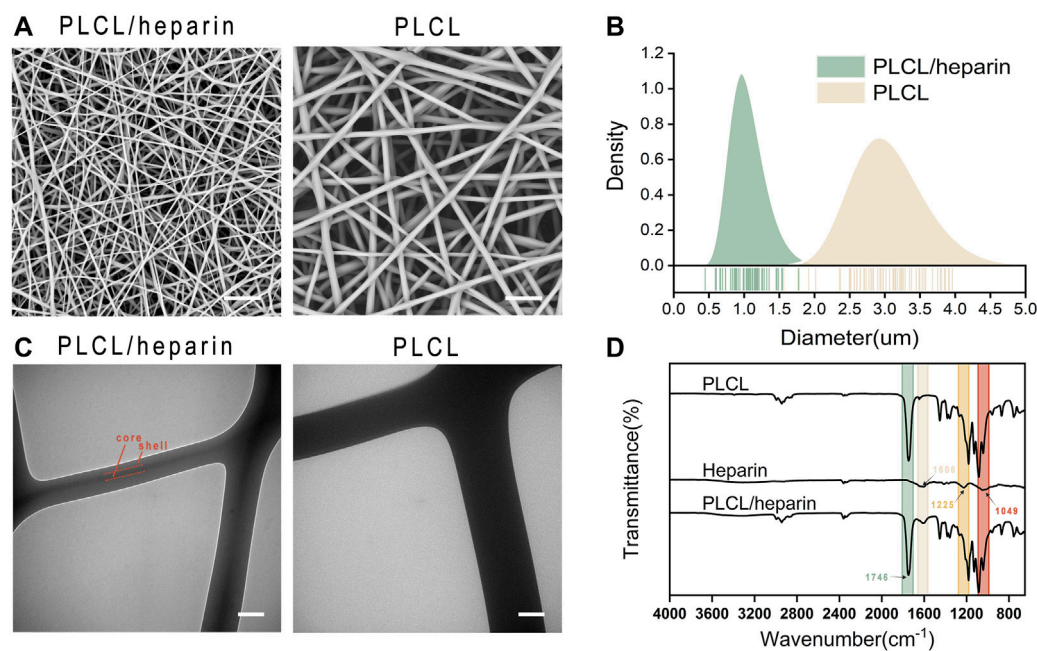 A
PLCL/heparin
PLCL
B
1.2
1.0
0.8
0.6
0.4
0.2
0.0
Density
PLCL/heparin
PLCL
0.0 0.5 1.0 1.5 2.0 2.5 3.0 3.5 4.0 4.5 5.0
Diameter(um)
C
PLCL/heparin
PLCL
core
shell
D
PLCL
Heparin
PLCL/heparin
1606
1225
1049
1746
Transmittance(%)
4000 3600 3200 2800 2400 2000 1600 1200 800
Wavenumber(cm⁻¹)